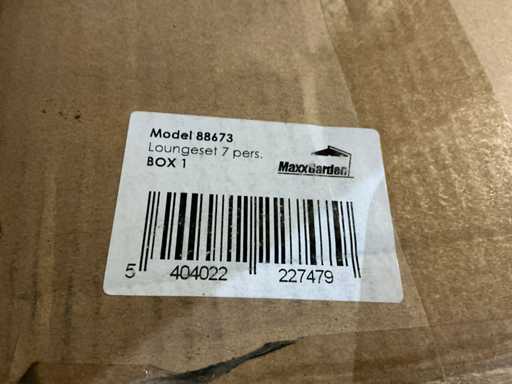 Model 88673
Loungeset 7 pers.
BOX 1
MaxxGarden
5 404022 227479